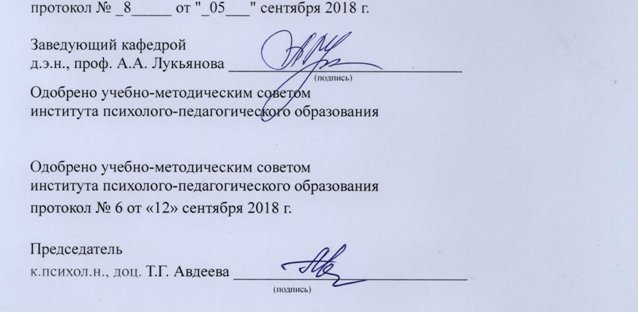 протокол № _8_____ от "_05___" сентября 2018 г.
Заведующий кафедрой
д.э.н., проф. А.А. Лукьянова ____________________
(подпись)
Одобрено учебно-методическим советом
института психолого-педагогического образования
Одобрено учебно-методическим советом
института психолого-педагогического образования
протокол № 6 от «12» сентября 2018 г.
Председатель
к.психол.н., доц. Т.Г. Авдеева ____________________
(подпись)